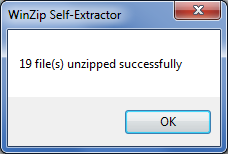 WinZip Self-Extractor
19 file(s) unzipped successfully
OK